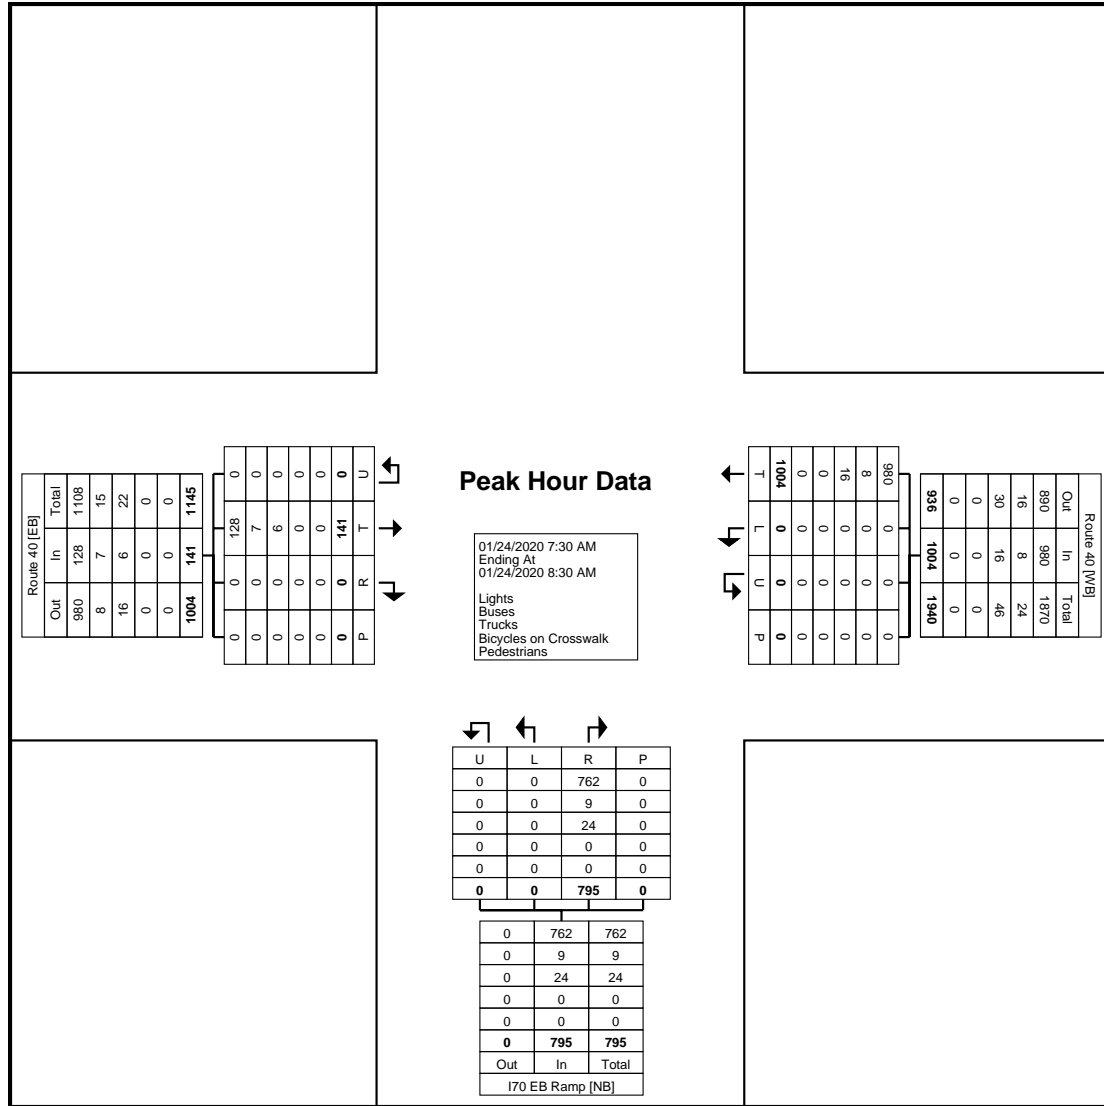 Peak Hour Data
01/24/2020 7:30 AM
Ending At
01/24/2020 8:30 AM
Lights
Buses
Trucks
Bicycles on Crosswalk
Pedestrians
Route 40 [EB]
Out In Total
980 128 1108
8 7 15
16 6 22
0 0 0
0 0 0
1004 141 1145
U T R P
0 141 0 0
0 0 0 0
0 0 0 0
0 6 0 0
0 7 0 0
0 128 0 0
Route 40 [WB]
Out In Total
890 980 1870
16 8 24
30 16 46
0 0 0
0 0 0
936 1004 1940
980 0 0 0
8 0 0 0
16 0 0 0
0 0 0 0
0 0 0 0
1004 0 0 0
T L U P
U L R P
0 0 762 0
0 0 9 0
0 0 24 0
0 0 0 0
0 0 0 0
0 0 795 0
0 762 762
0 9 9
0 24 24
0 0 0
0 0 0
0 795 795
Out In Total
I70 EB Ramp [NB]